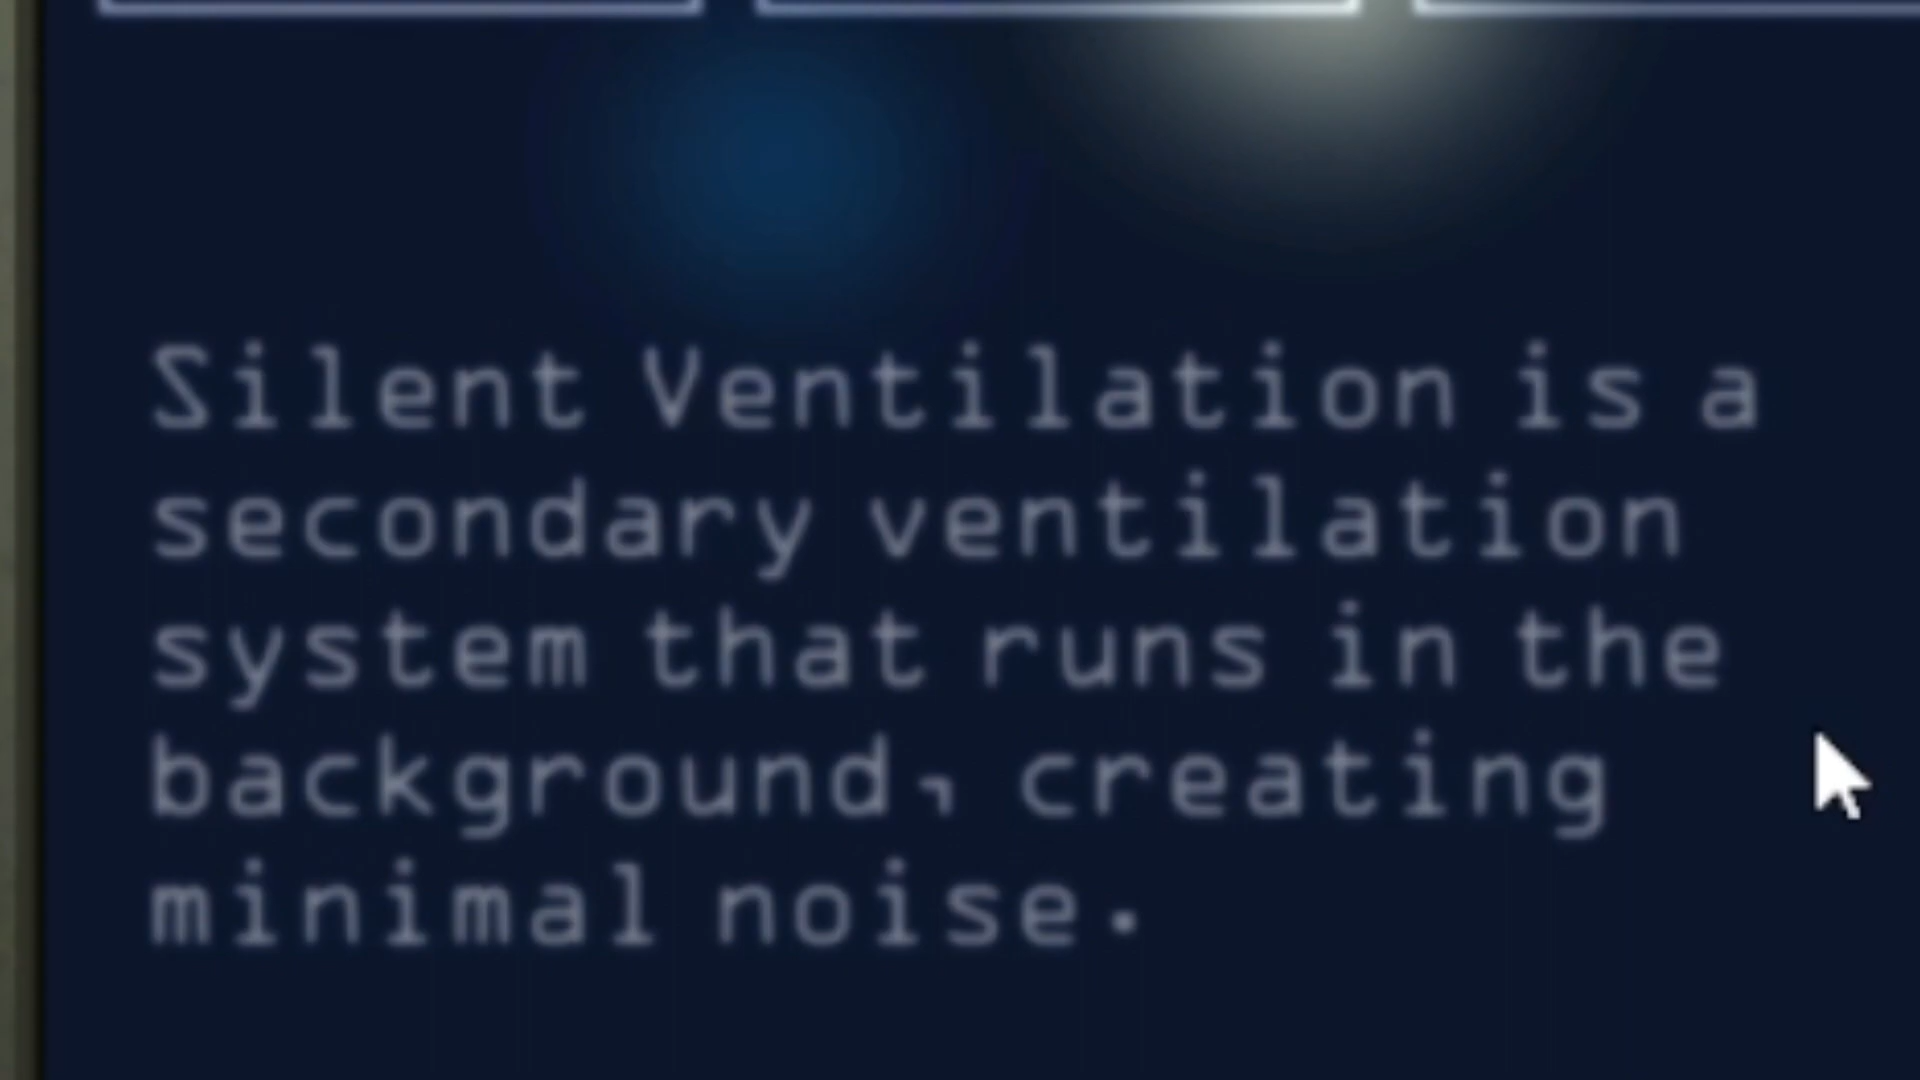 Silent Ventilation is a
secondary ventilation
system that runs in the
background, creating
minimal noise.